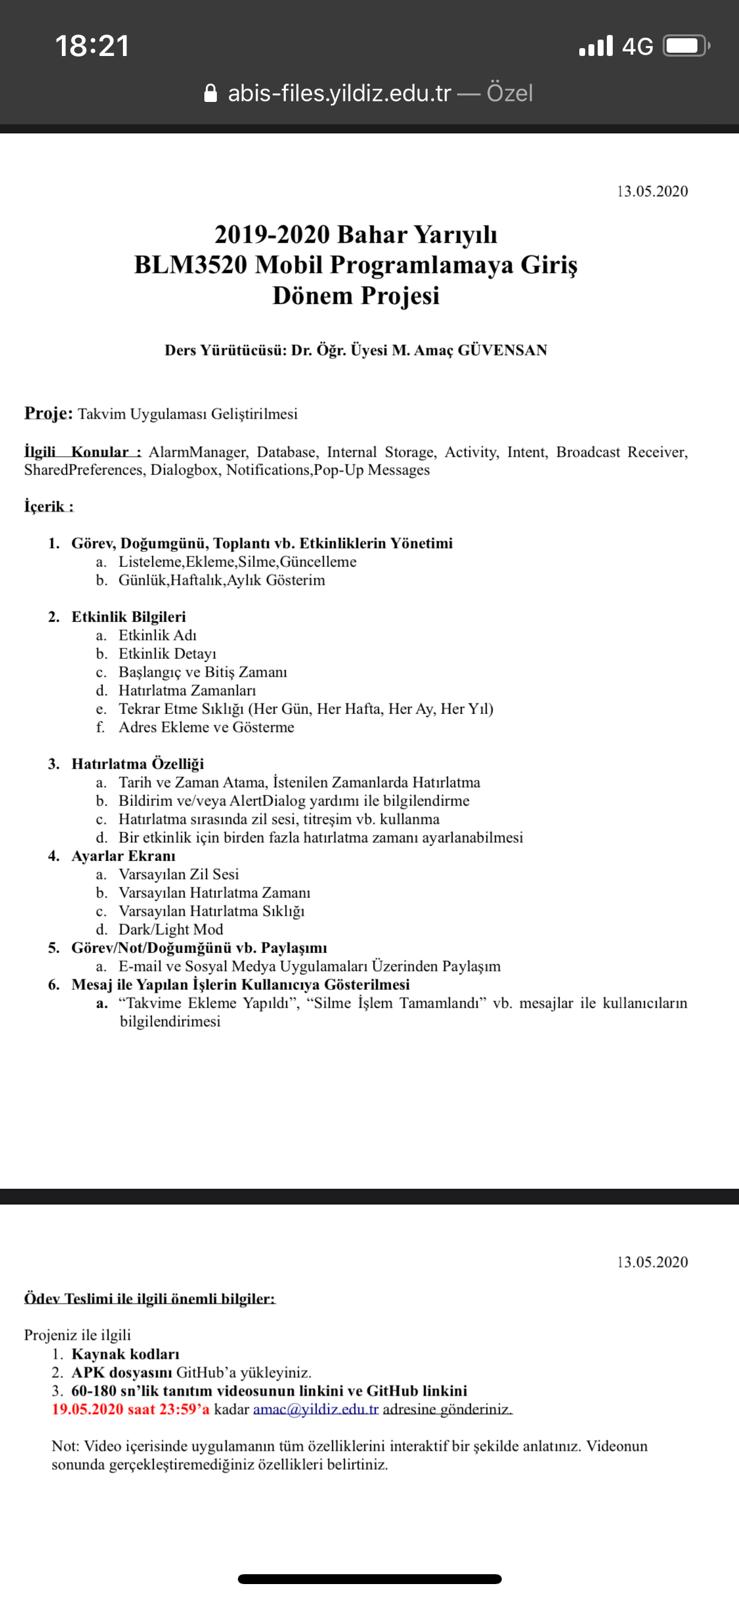 18:21
4G
abis-files.yildiz.edu.tr — Özel
13.05.2020
2019-2020 Bahar Yarıyılı
BLM3520 Mobil Programlamaya Giriş
Dönem Projesi
Ders Yürütücüsü: Dr. Öğr. Üyesi M. Amaç GÜVENSAN
Proje: Takvim Uygulaması Geliştirilmesi
İlgili Konular : AlarmManager, Database, Internal Storage, Activity, Intent, Broadcast Receiver,
SharedPreferences, Dialogbox, Notifications,Pop-Up Messages
İçerik :
1. Görev, Doğumgünü, Toplantı vb. Etkinliklerin Yönetimi
a. Listeleme,Ekleme,Silme,Güncelleme
b. Günlük,Haftalık,Aylık Gösterim
2. Etkinlik Bilgileri
a. Etkinlik Adı
b. Etkinlik Detayı
c. Başlangıç ve Bitiş Zamanı
d. Hatırlatma Zamanları
e. Tekrar Etme Sıklığı (Her Gün, Her Hafta, Her Ay, Her Yıl)
f. Adres Ekleme ve Gösterme
3. Hatırlatma Özelliği
a. Tarih ve Zaman Atama, İstenilen Zamanlarda Hatırlatma
b. Bildirim ve/veya AlertDialog yardımı ile bilgilendirme
c. Hatırlatma sırasında zil sesi, titreşim vb. kullanma
d. Bir etkinlik için birden fazla hatırlatma zamanı ayarlanabilmesi
4. Ayarlar Ekranı
a. Varsayılan Zil Sesi
b. Varsayılan Hatırlatma Zamanı
c. Varsayılan Hatırlatma Sıklığı
d. Dark/Light Mod
5. Görev/Not/Doğumğünü vb. Paylaşımı
a. E-mail ve Sosyal Medya Uygulamaları Üzerinden Paylaşım
6. Mesaj ile Yapılan İşlerin Kullanıcıya Gösterilmesi
a. “Takvime Ekleme Yapıldı”, “Silme İşlem Tamamlandı” vb. mesajlar ile kullanıcıların
bilgilendirimesi
13.05.2020
Ödev Teslimi ile ilgili önemli bilgiler:
Projeniz ile ilgili
1. Kaynak kodları
2. APK dosyasını GitHub’a yükleyiniz.
3. 60-180 sn’lik tanıtım videosunun linkini ve GitHub linkini
19.05.2020 saat 23:59’a kadar amac@yildiz.edu.tr adresine gönderiniz.
Not: Video içerisinde uygulamanın tüm özelliklerini interaktif bir şekilde anlatınız. Videonun
sonunda gerçekleştiremediğiniz özellikleri belirtiniz.